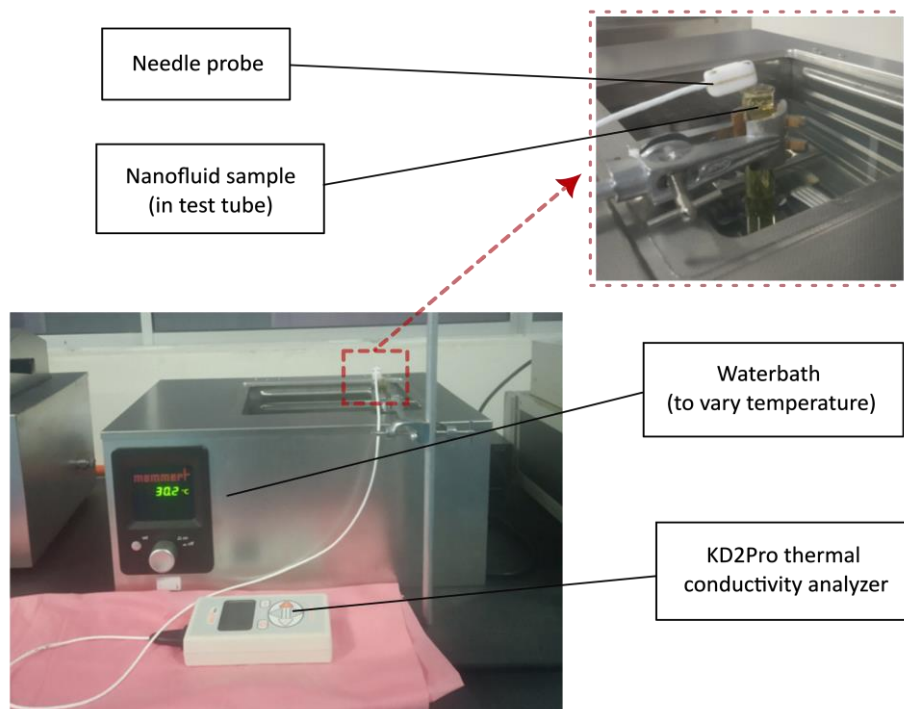 Needle probe
Nanofluid sample
(in test tube)
Waterbath
(to vary temperature)
memmert
30.2 °C
KD2Pro thermal
conductivity analyzer